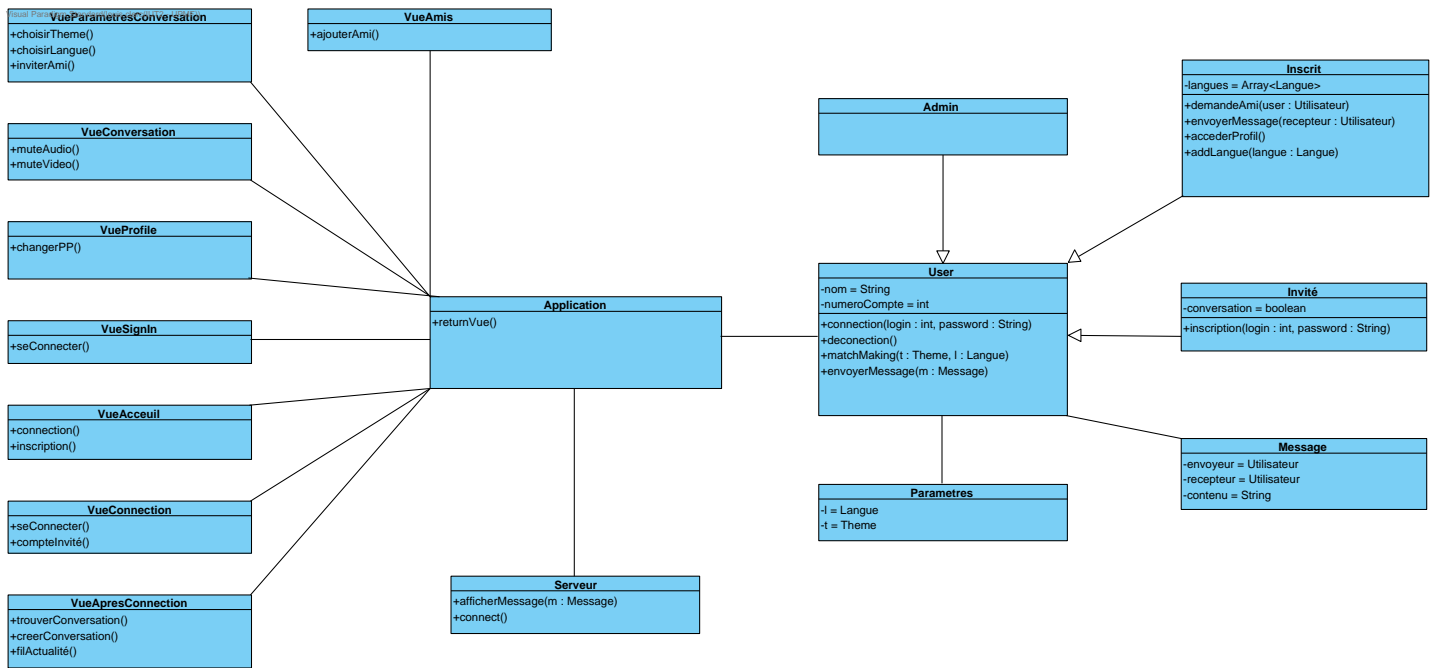 VueParametresConversation
+choisirTheme()
+choisirLangue()
+inviterAmi()
VueAmis
+ajouterAmi()
VueConversation
+muteAudio()
+muteVideo()
VueProfile
+changerPP()
VueSignIn
+seConnecter()
VueAcceuil
+connection()
+inscription()
VueConnection
+seConnecter()
+compteInvité()
VueApresConnection
+trouverConversation()
+creerConversation()
+filActualité()
Application
+returnVue()
Serveur
+afficherMessage(m : Message)
+connect()
Admin
User
-nom = String
-numeroCompte = int
+connection(login : int, password : String)
+deconection()
+matchMaking(t : Theme, l : Langue)
+envoyerMessage(m : Message)
Parametres
-l = Langue
-t = Theme
Inscrit
-langues = Array<Langue>
+demandeAmi(user : Utilisateur)
+envoyerMessage(recepteur : Utilisateur)
+accederProfil()
+addLangue(langue : Langue)
Invité
-conversation = boolean
+inscription(login : int, password : String)
Message
-envoyeur = Utilisateur
-recepteur = Utilisateur
-contenu = String